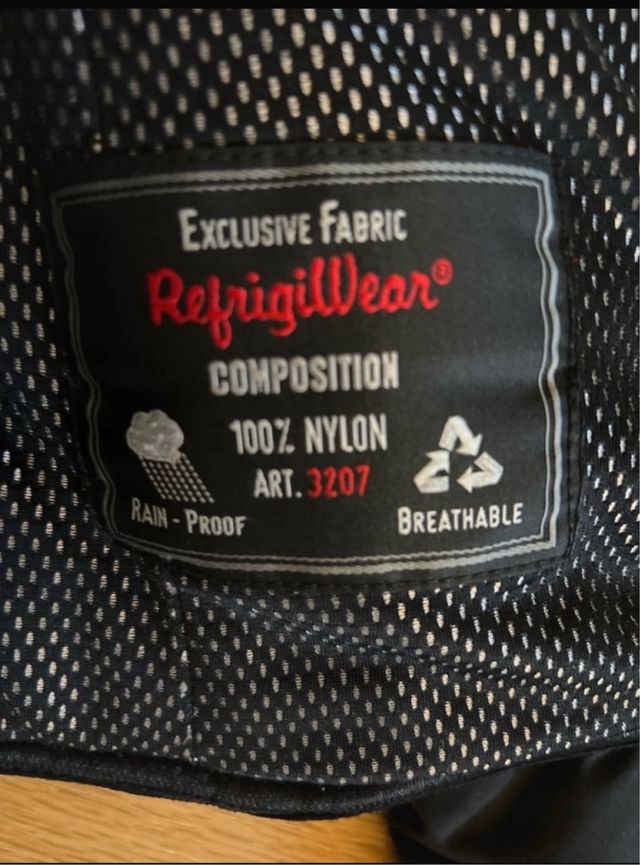 EXCLUSIVE FABRIC
RefrigiWear®
COMPOSITION
100% NYLON
ART. 3207
RAIN - PROOF
BREATHABLE